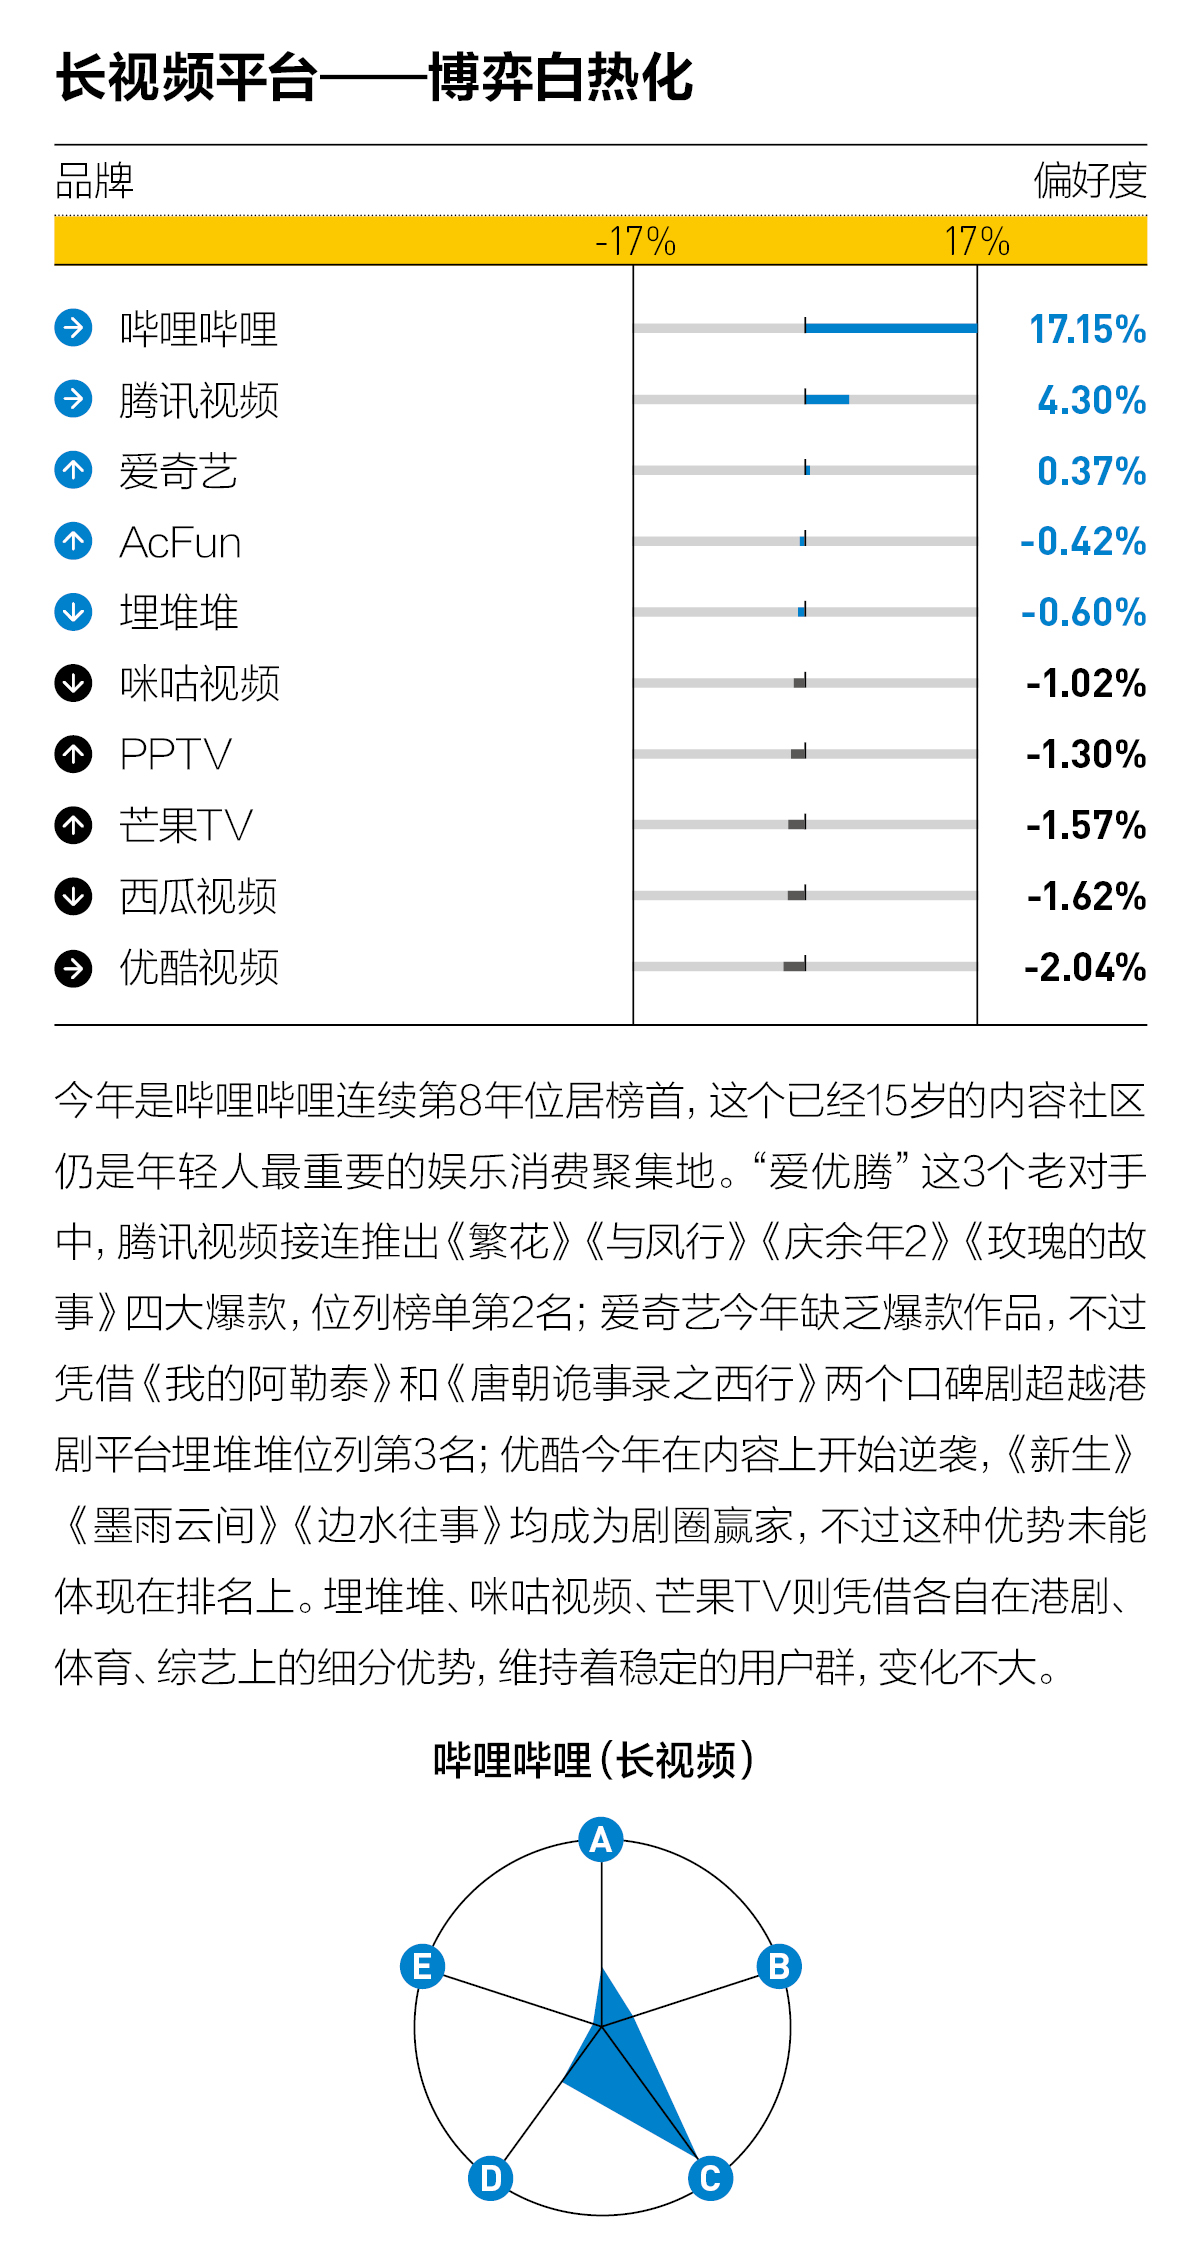 长视频平台——博弈白热化
品牌 偏好度
-17% 17%
哔哩哔哩 17.15%
腾讯视频 4.30%
爱奇艺 0.37%
AcFun -0.42%
埋堆堆 -0.60%
咪咕视频 -1.02%
PPTV -1.30%
芒果TV -1.57%
西瓜视频 -1.62%
优酷视频 -2.04%
今年是哔哩哔哩连续第8年位居榜首，这个已经15岁的内容社区
仍是年轻人最重要的娱乐消费聚集地。“爱优腾”这3个老对手
中，腾讯视频接连推出《繁花》《与凤行》《庆余年2》《玫瑰的故
事》四大爆款，位列榜单第2名；爱奇艺今年缺乏爆款作品，不过
凭借《我的阿勒泰》和《唐朝诡事录之西行》两个口碑剧超越港
剧平台埋堆堆位列第3名；优酷今年在内容上开始逆袭，《新生》
《墨雨云间》《边水往事》均成为剧圈赢家，不过这种优势未能
体现在排名上。埋堆堆、咪咕视频、芒果TV则凭借各自在港剧、
体育、综艺上的细分优势，维持着稳定的用户群，变化不大。
哔哩哔哩（长视频）
A
B
C
D
E